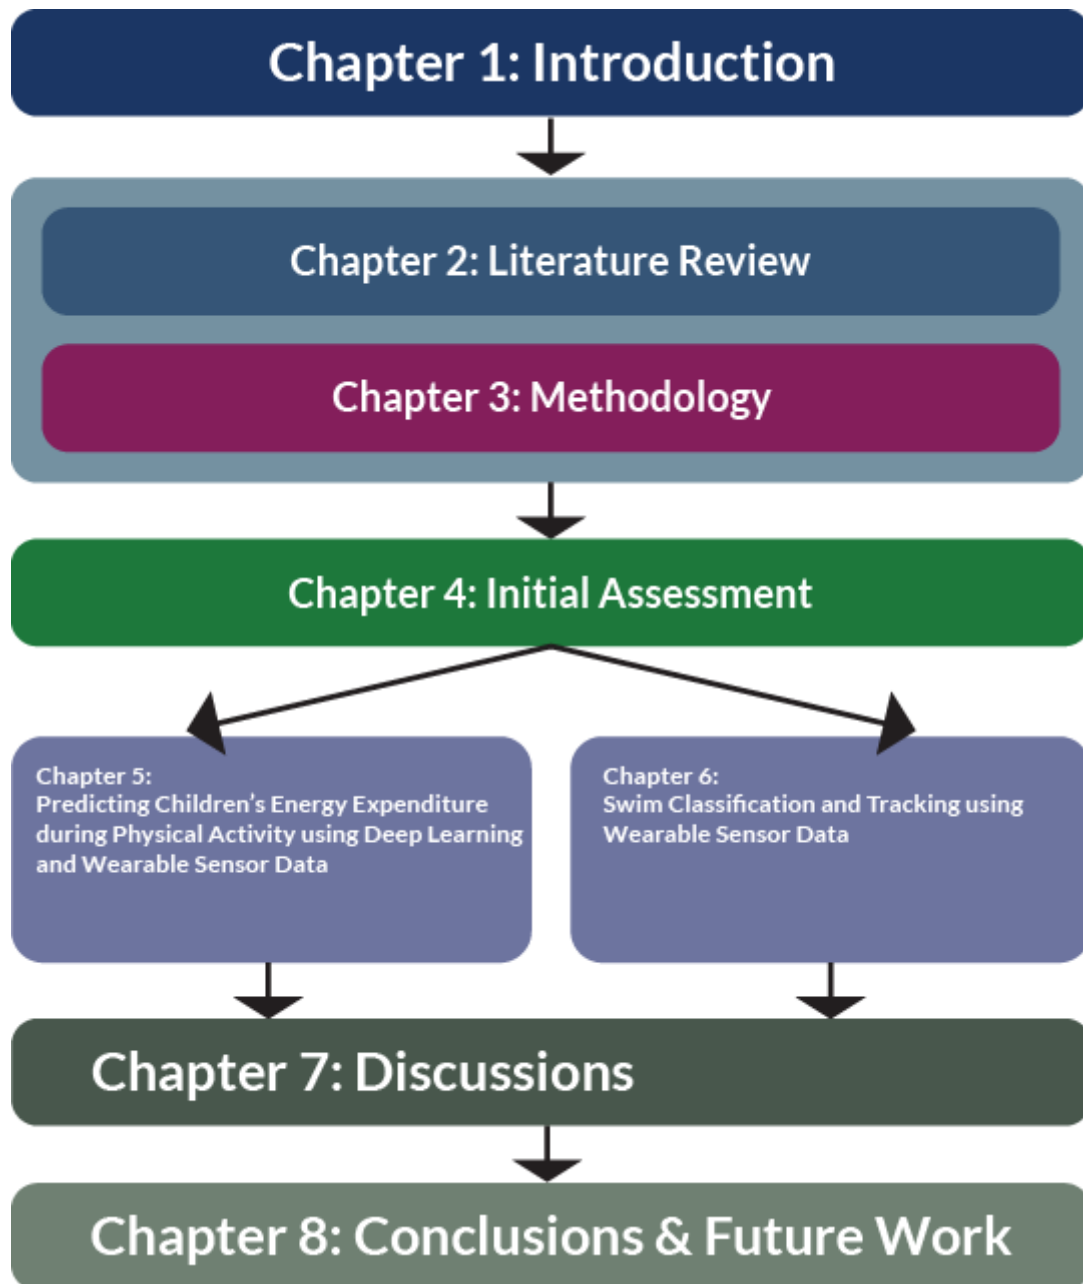 Chapter 1: Introduction
Chapter 2: Literature Review
Chapter 3: Methodology
Chapter 4: Initial Assessment
Chapter 5:
Predicting Children’s Energy Expenditure
during Physical Activity using Deep Learning
and Wearable Sensor Data
Chapter 6:
Swim Classification and Tracking using
Wearable Sensor Data
Chapter 7: Discussions
Chapter 8: Conclusions & Future Work